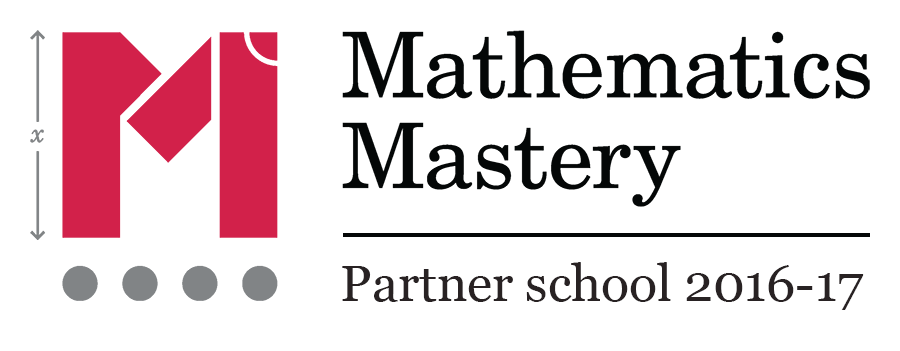 x
Mathematics
Mastery
Partner school 2016-17